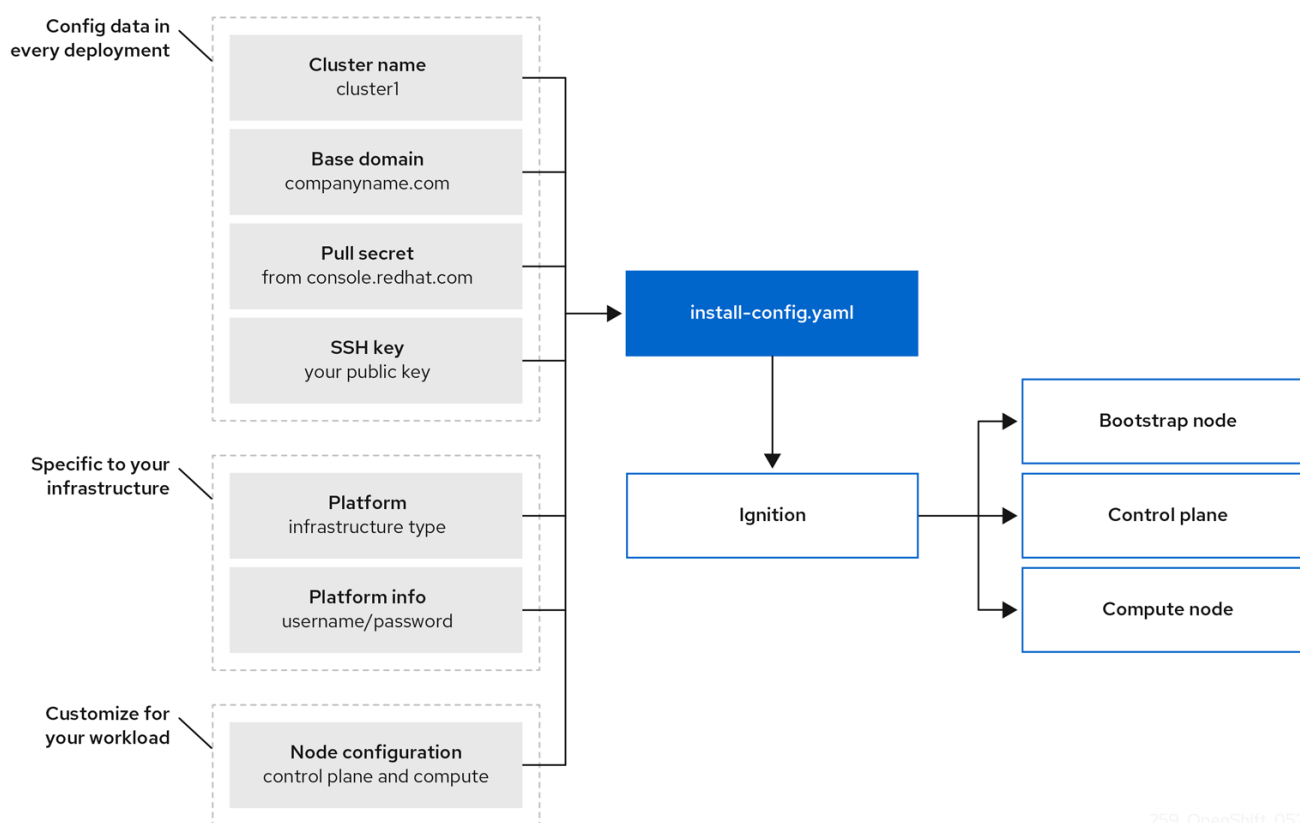 Config data in
every deployment
Cluster name
cluster1
Base domain
companyname.com
Pull secret
from console.redhat.com
SSH key
your public key
install-config.yaml
Specific to your
infrastructure
Platform
infrastructure type
Platform info
username/password
Ignition
Bootstrap node
Control plane
Compute node
Customize for
your workload
Node configuration
control plane and compute
259_OpenShift_052